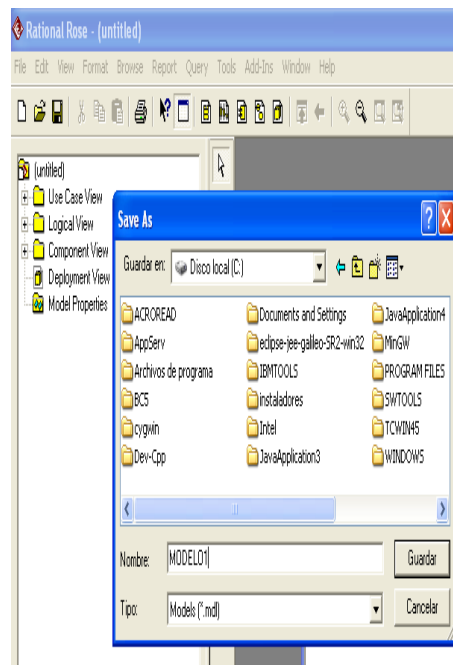 Rational Rose - (untitled)
File Edit View Format Browse Report Query Tools Add-Ins Window Help
(untitled)
Use Case View
Logical View
Component View
Deployment View
Model Properties
Save As
Guardar en: Disco local (C:)
ACROREAD Documents and Settings JavaApplication4
AppServ eclipse-jee-galileo-SR2-win32 MinGW
Archivos de programa IBMTOOLS PROGRAM FILES
BC5 instaladores SWTOOLS
cygwin Intel TCWIN45
Dev-Cpp JavaApplication3 WINDOWS
Nombre: MODELO1 Guardar
Tipo: Models (*.mdl) Cancelar